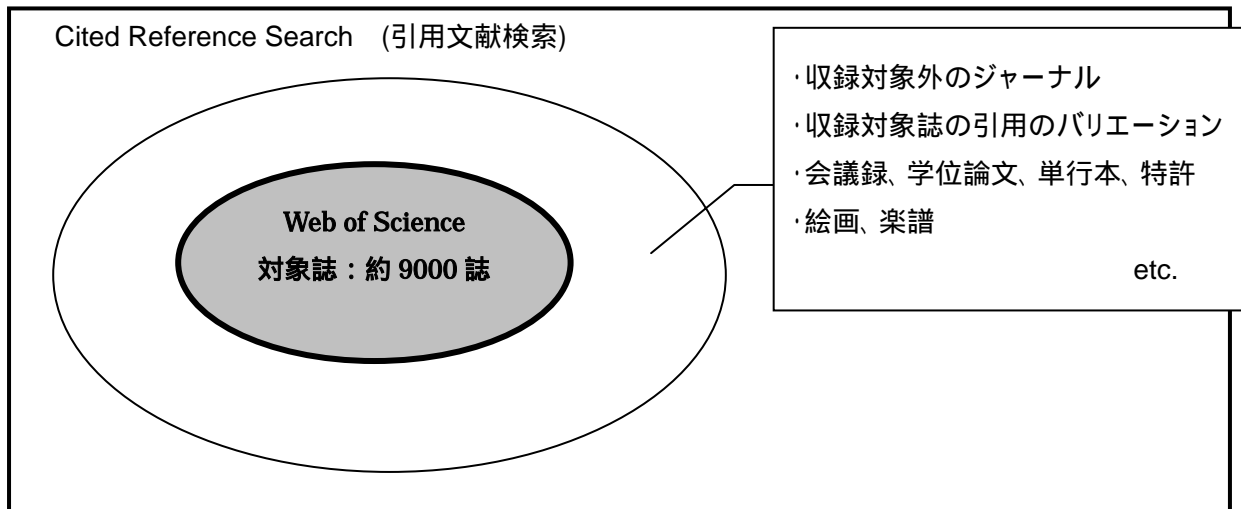 Cited Reference Search (引用文献検索)
・収録対象外のジャーナル
・収録対象誌の引用のバリエーション
・会議録、学位論文、単行本、特許
・絵画、楽譜
etc.
Web of Science
対象誌：約 9000 誌